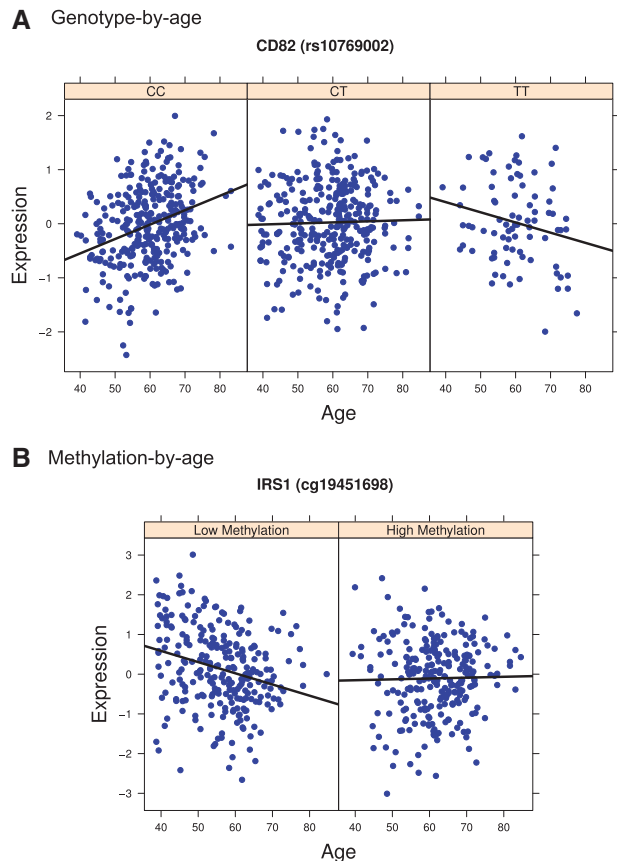 A Genotype-by-age
CD82 (rs10769002)
CC CT TT
2
1
0
−1
−2
Expression
40 50 60 70 80 40 50 60 70 80 40 50 60 70 80
Age
B Methylation-by-age
IRS1 (cg19451698)
Low Methylation High Methylation
3
2
1
0
−1
−2
−3
Expression
40 50 60 70 80 40 50 60 70 80
Age